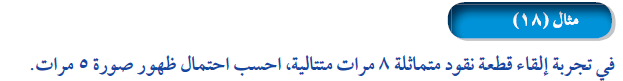 مثال (١٨)
في تجربة إلقاء قطعة نقود متماثلة ٨ مرات متتالية، احسب احتمال ظهور صورة ٥ مرات.